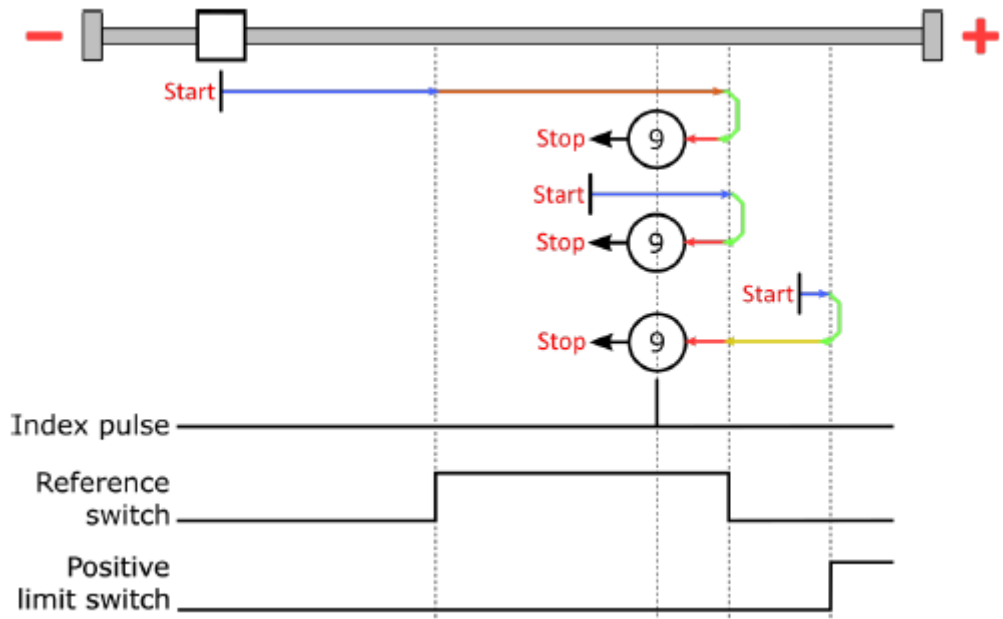 − +
Start
Stop 9
Start
Stop 9
Start
Stop 9
Index pulse
Reference
switch
Positive
limit switch